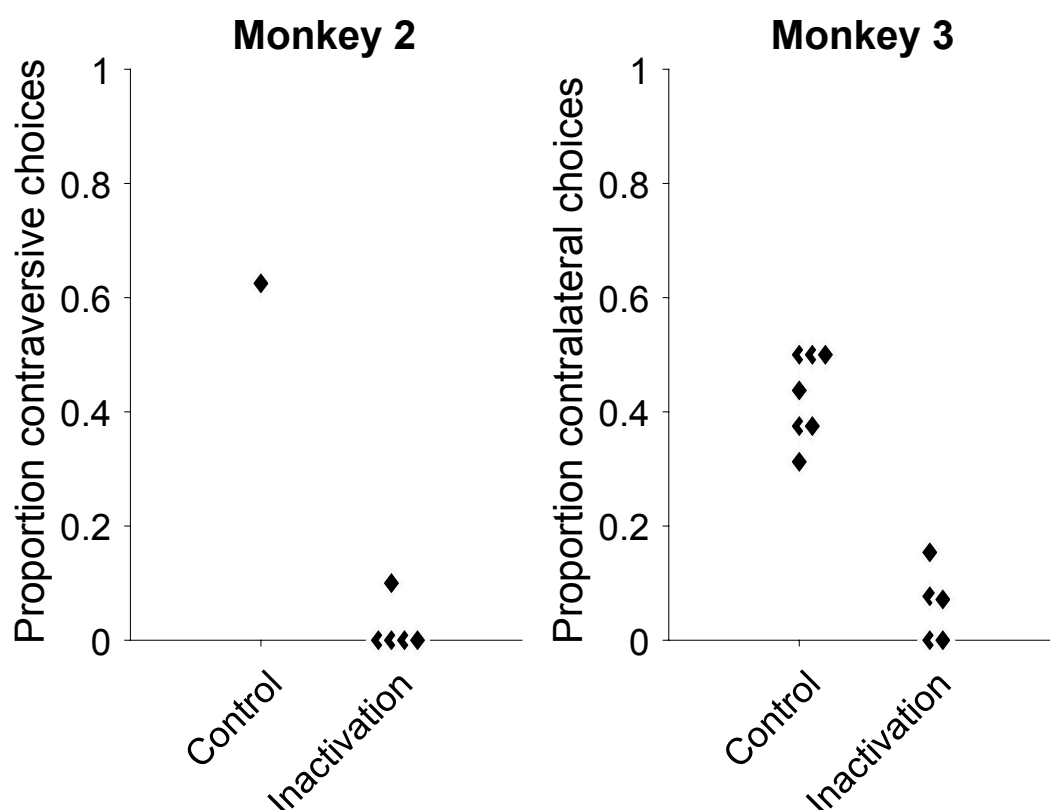 Monkey 2
Proportion contraversive choices
1
0.8
0.6
0.4
0.2
0
Control
Inactivation
Monkey 3
Proportion contralateral choices
1
0.8
0.6
0.4
0.2
0
Control
Inactivation